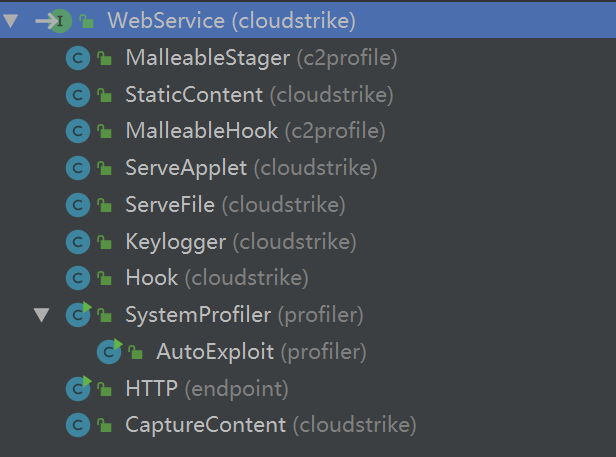 WebService (cloudstrike)
MalleableStager (c2profile)
StaticContent (cloudstrike)
MalleableHook (c2profile)
ServeApplet (cloudstrike)
ServeFile (cloudstrike)
Keylogger (cloudstrike)
Hook (cloudstrike)
SystemProfiler (profiler)
AutoExploit (profiler)
HTTP (endpoint)
CaptureContent (cloudstrike)